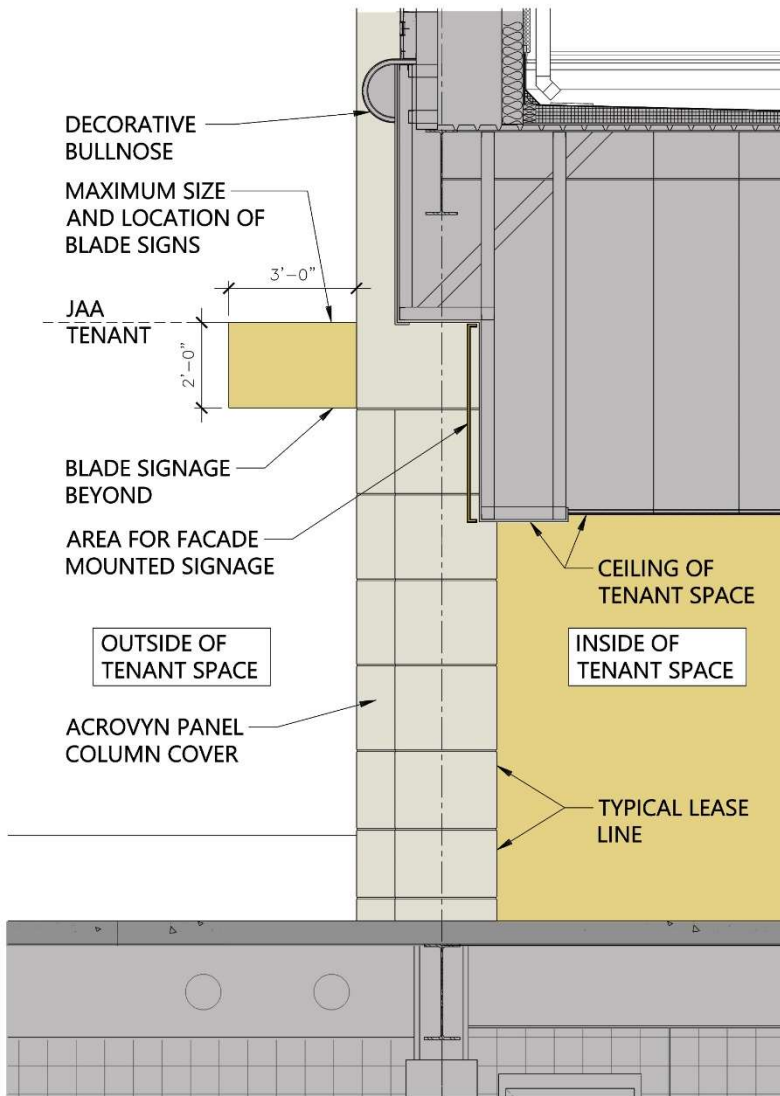 DECORATIVE
BULLNOSE
MAXIMUM SIZE
AND LOCATION OF
BLADE SIGNS
3'-0"
JAA
TENANT
2'-0"
BLADE SIGNAGE
BEYOND
AREA FOR FACADE
MOUNTED SIGNAGE
CEILING OF
TENANT SPACE
OUTSIDE OF
TENANT SPACE
INSIDE OF
TENANT SPACE
ACROVYN PANEL
COLUMN COVER
TYPICAL LEASE
LINE